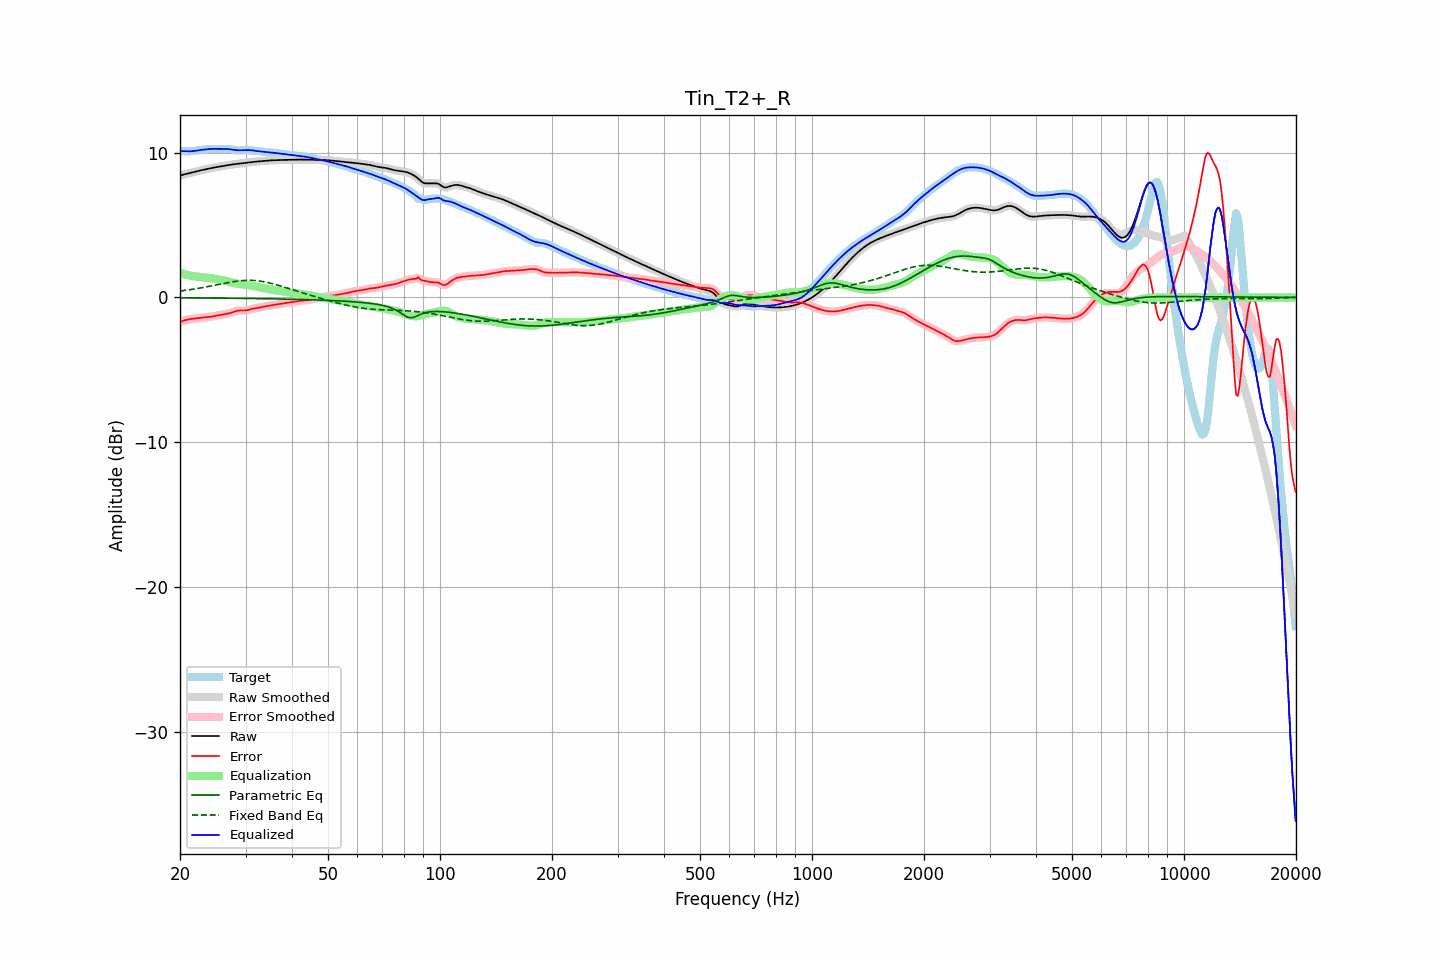 Tin_T2+_R
Amplitude (dBr)
10
0
−10
−20
−30
Target
Raw Smoothed
Error Smoothed
Raw
Error
Equalization
Parametric Eq
Fixed Band Eq
Equalized
20 50 100 200 500 1000 2000 5000 10000 20000
Frequency (Hz)